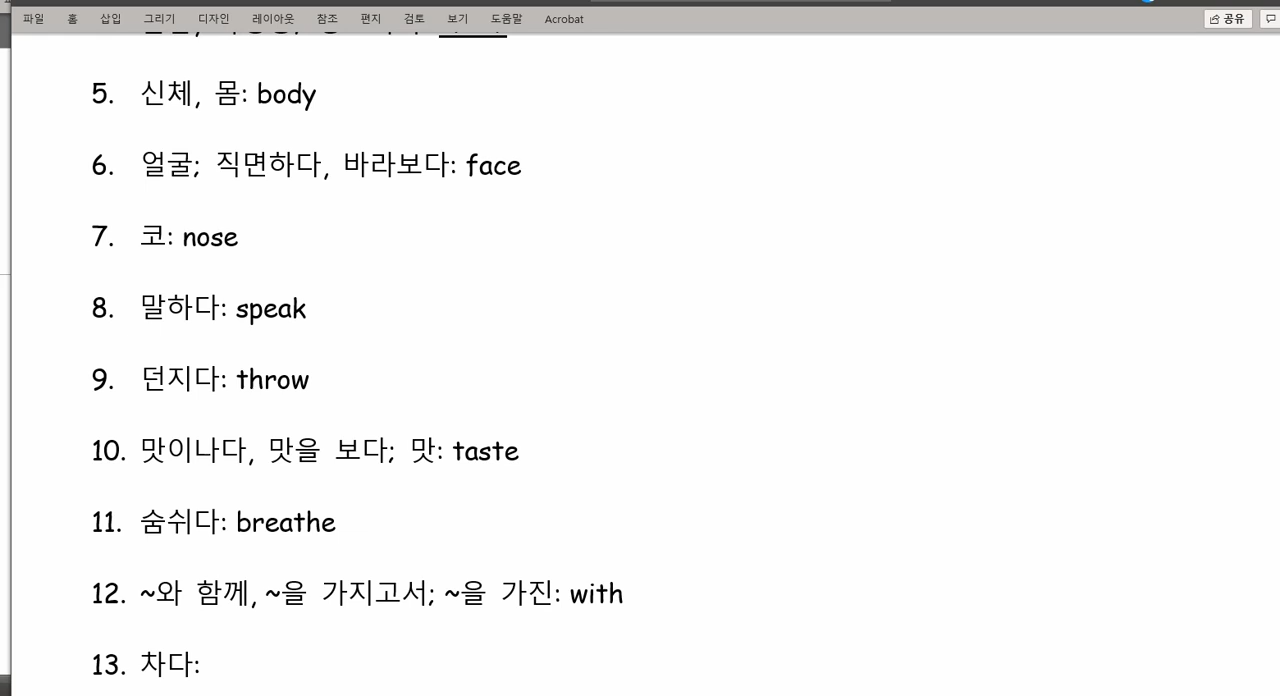 파일 홈 삽입 그리기 디자인 레이아웃 참조 편지 검토 보기 도움말 Acrobat 공유
5. 신체, 몸: body
6. 얼굴; 직면하다, 바라보다: face
7. 코: nose
8. 말하다: speak
9. 던지다: throw
10. 맛이나다, 맛을 보다; 맛: taste
11. 숨쉬다: breathe
12. ~와 함께, ~을 가지고서; ~을 가진: with
13. 차다: